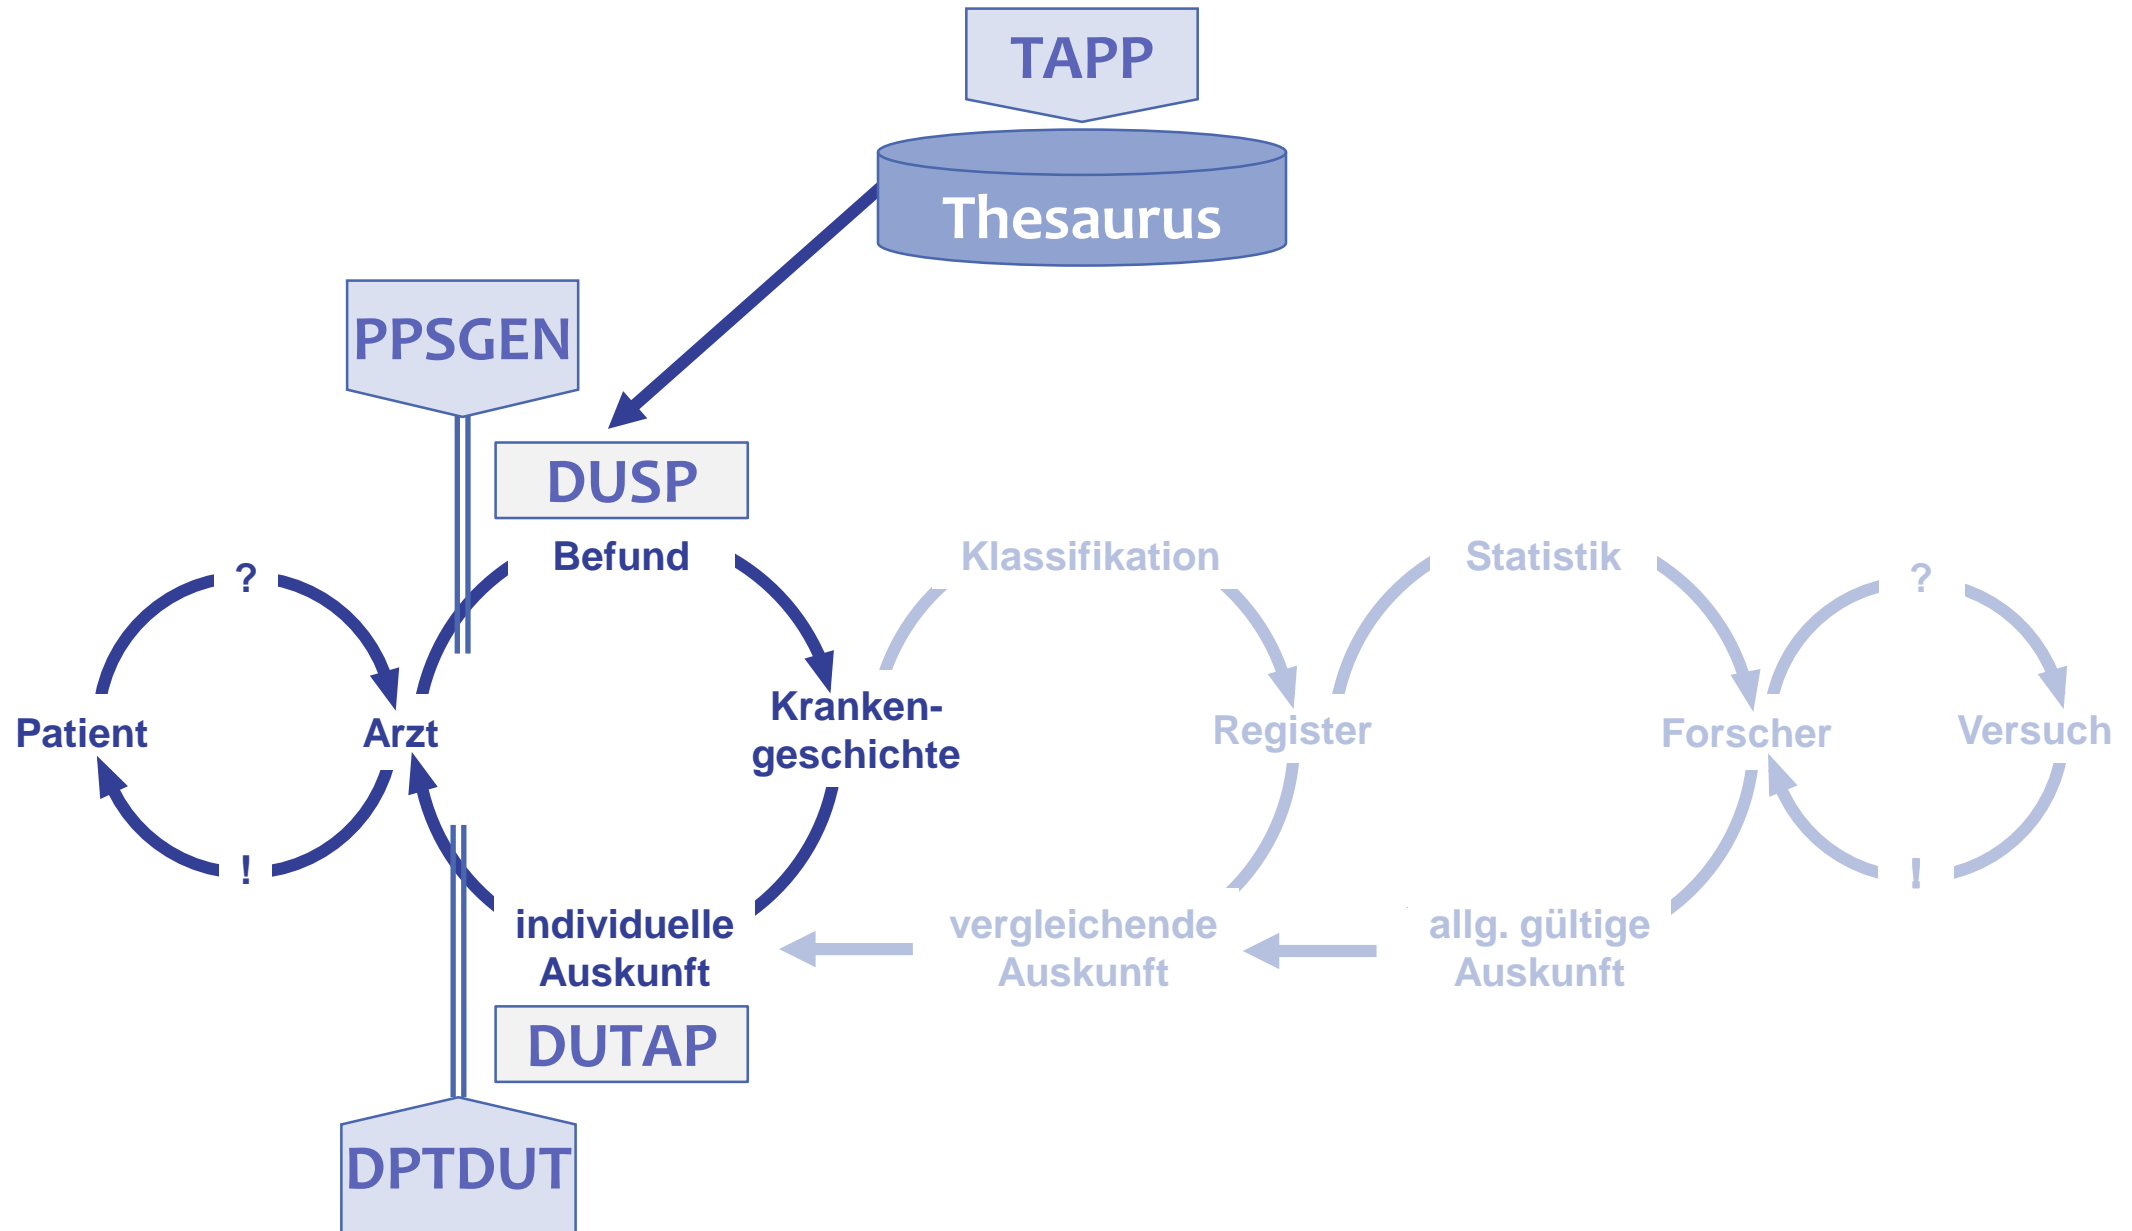 TAPP
Thesaurus
PPSGEN
DUSP
Befund
Klassifikation
Statistik
?
?
Patient
Arzt
Kranken-
geschichte
Register
Forscher
Versuch
!
!
individuelle
Auskunft
vergleichende
Auskunft
allg. gültige
Auskunft
DUTAP
DPTDUT